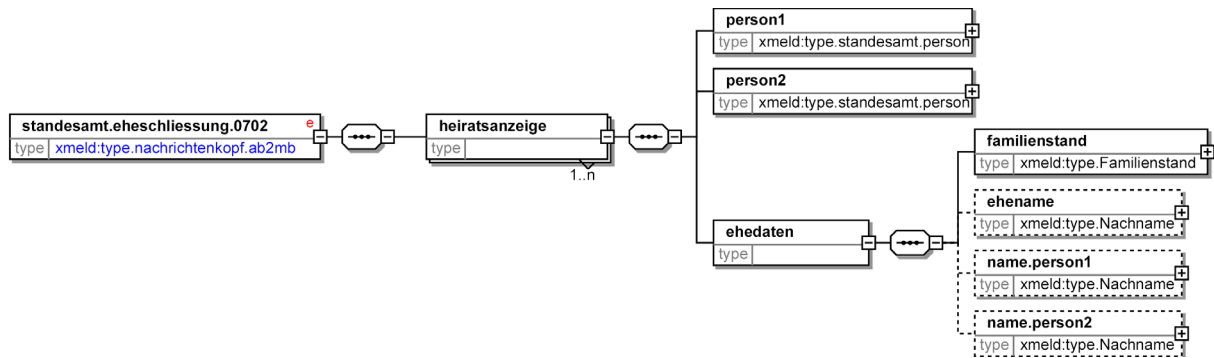 person1
type xmeld:type.standesamt.person
person2
type xmeld:type.standesamt.person
standesamt.eheschliessung.0702 e
type xmeld:type.nachrichtenkopf.ab2mb
heiratsanzeige
type
1..n
familienstand
type xmeld:type.Familienstand
ehename
type xmeld:type.Nachname
ehedaten
type
name.person1
type xmeld:type.Nachname
name.person2
type xmeld:type.Nachname